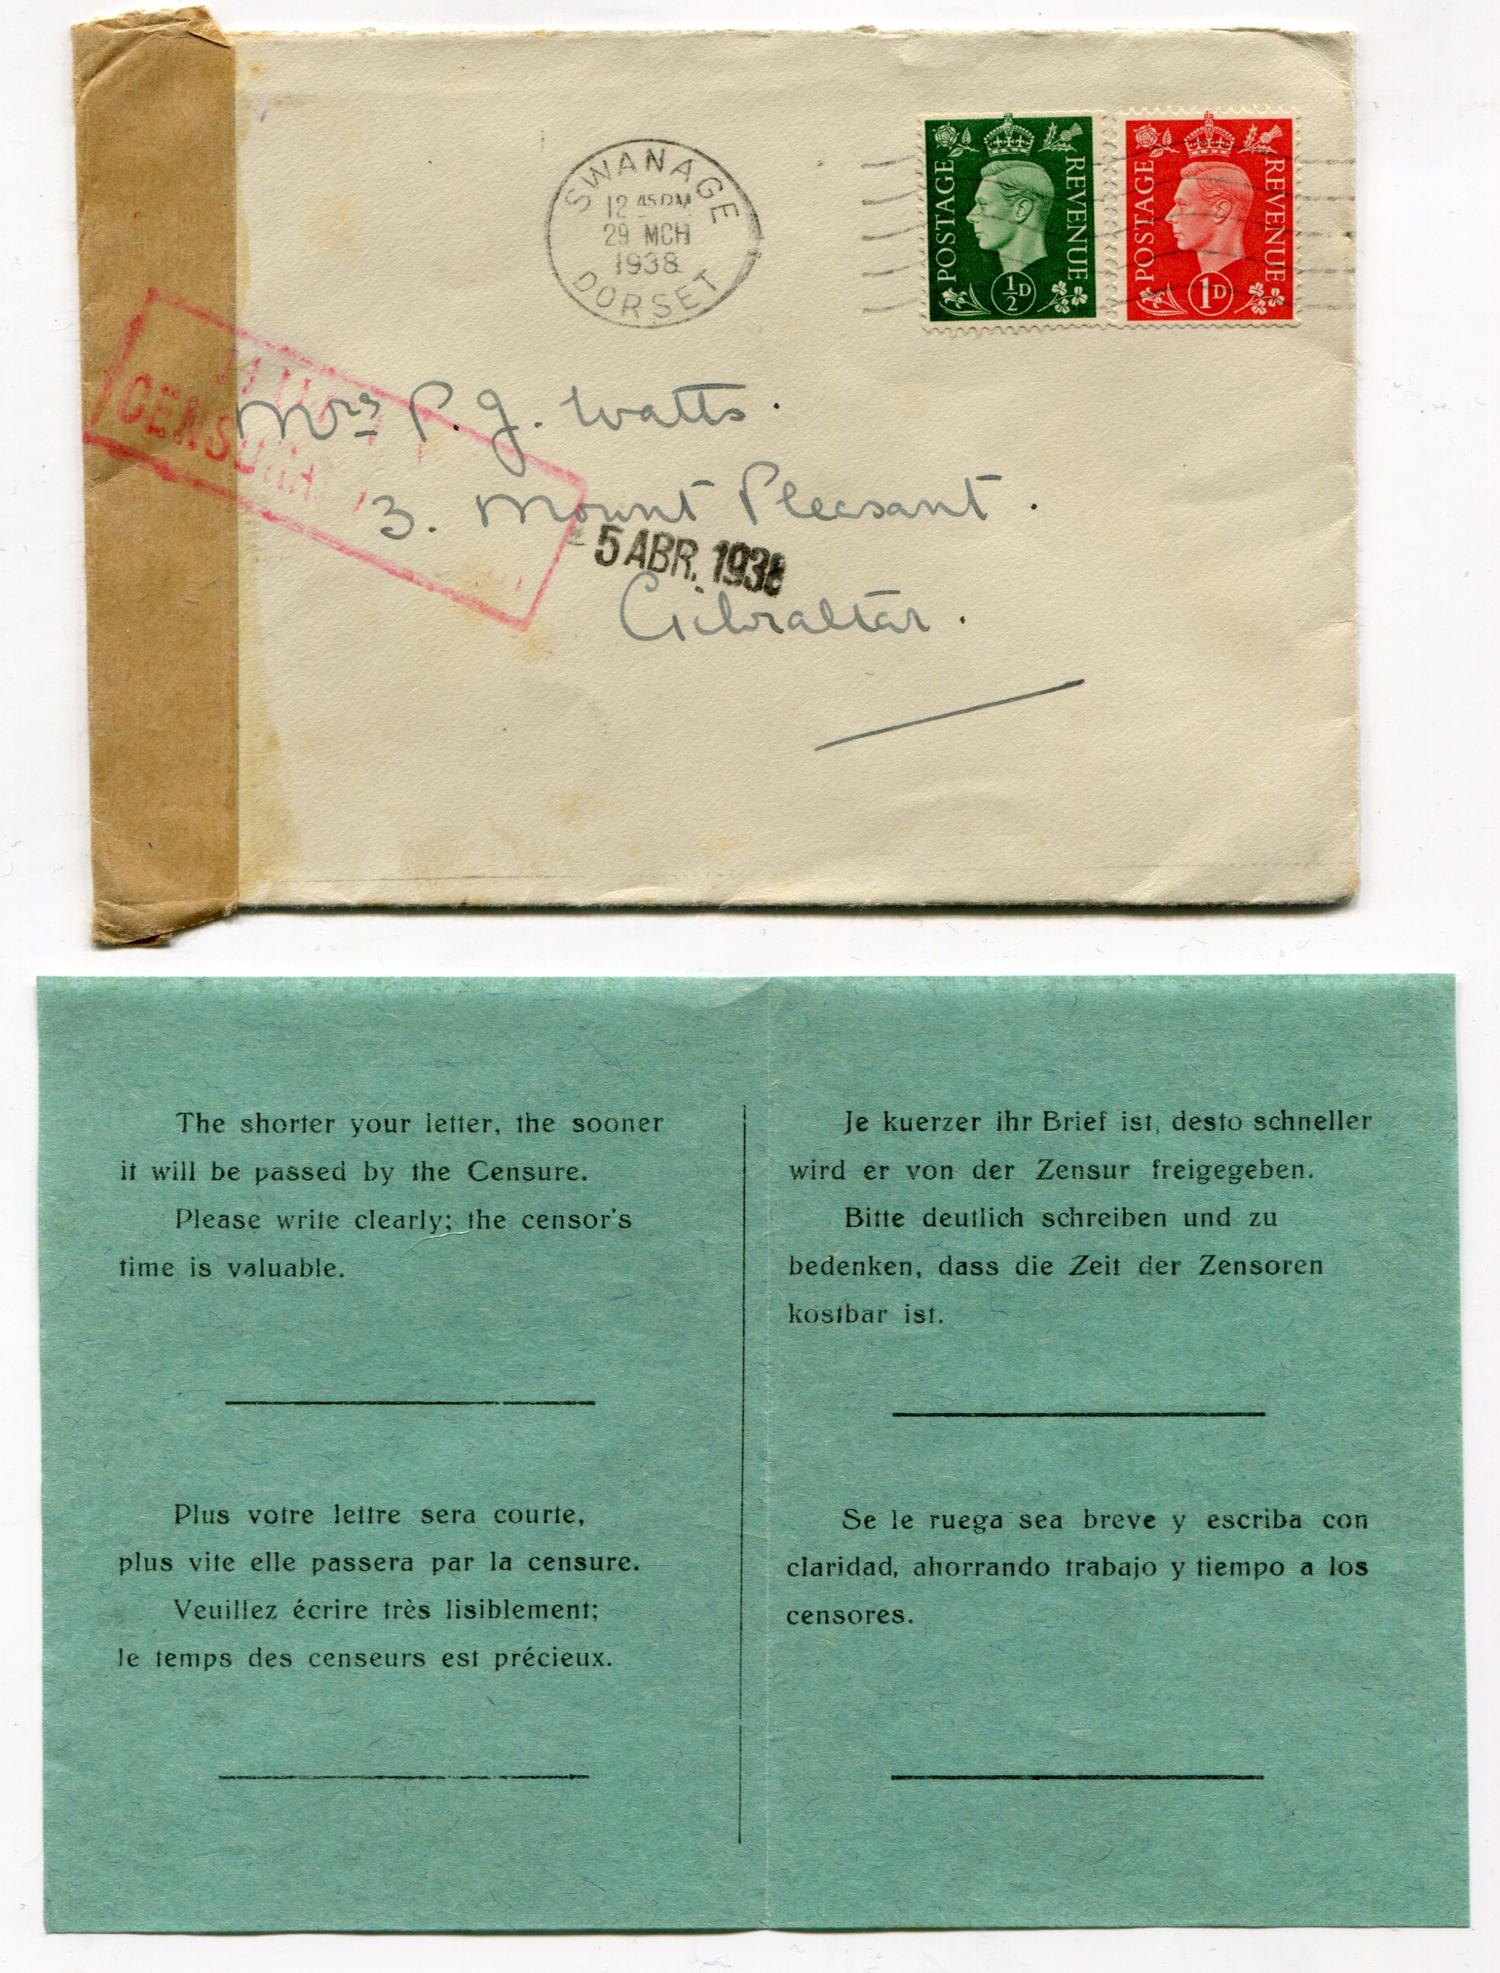 SWANAGE
12 45 PM
29 MCH
1938
DORSET
POSTAGE REVENUE
½D
POSTAGE REVENUE
1D
CENSURA
Mrs P. J. Watts.
3. Mount Pleasant.
5 ABR. 1938
Gibraltar.
The shorter your letter, the sooner
it will be passed by the Censure.
Please write clearly; the censor's
time is valuable.
Plus votre lettre sera courte,
plus vite elle passera par la censure.
Veuillez écrire très lisiblement;
le temps des censeurs est précieux.
Je kuerzer ihr Brief ist, desto schneller
wird er von der Zensur freigegeben.
Bitte deutlich schreiben und zu
bedenken, dass die Zeit der Zensoren
kostbar ist.
Se le ruega sea breve y escriba con
claridad, ahorrando trabajo y tiempo a los
censores.